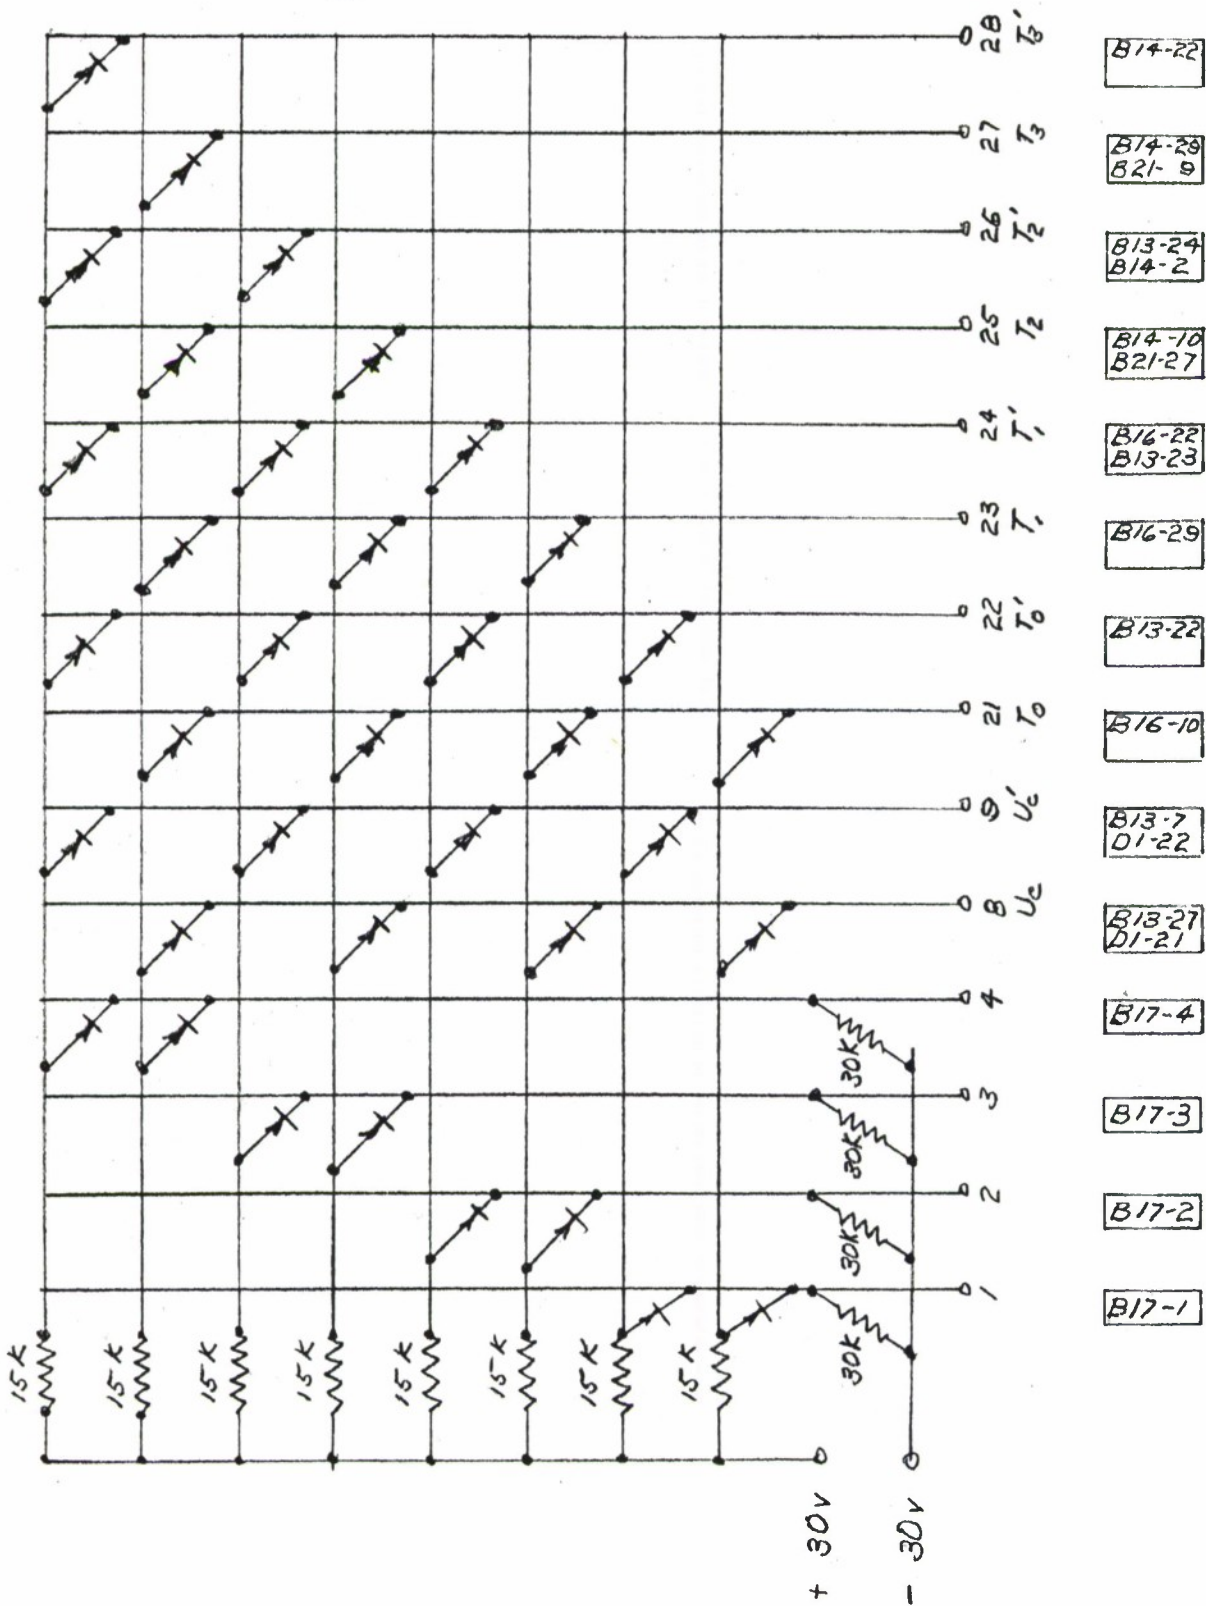 28 T3'
B14-22
27 T3
B14-29
B21-9
26 T2'
B13-24
B14-2
25 T2
B14-10
B21-27
24 T1'
B16-22
B13-23
23 T1
B16-29
22 T0'
B13-22
21 T0
B16-10
9 Uc'
B13-7
D1-22
8 Uc
B13-27
D1-21
4
B17-4
30K
3
B17-3
30K
2
B17-2
30K
1
B17-1
30K
15K
15K
15K
15K
15K
15K
15K
15K
+ 30V
- 30V